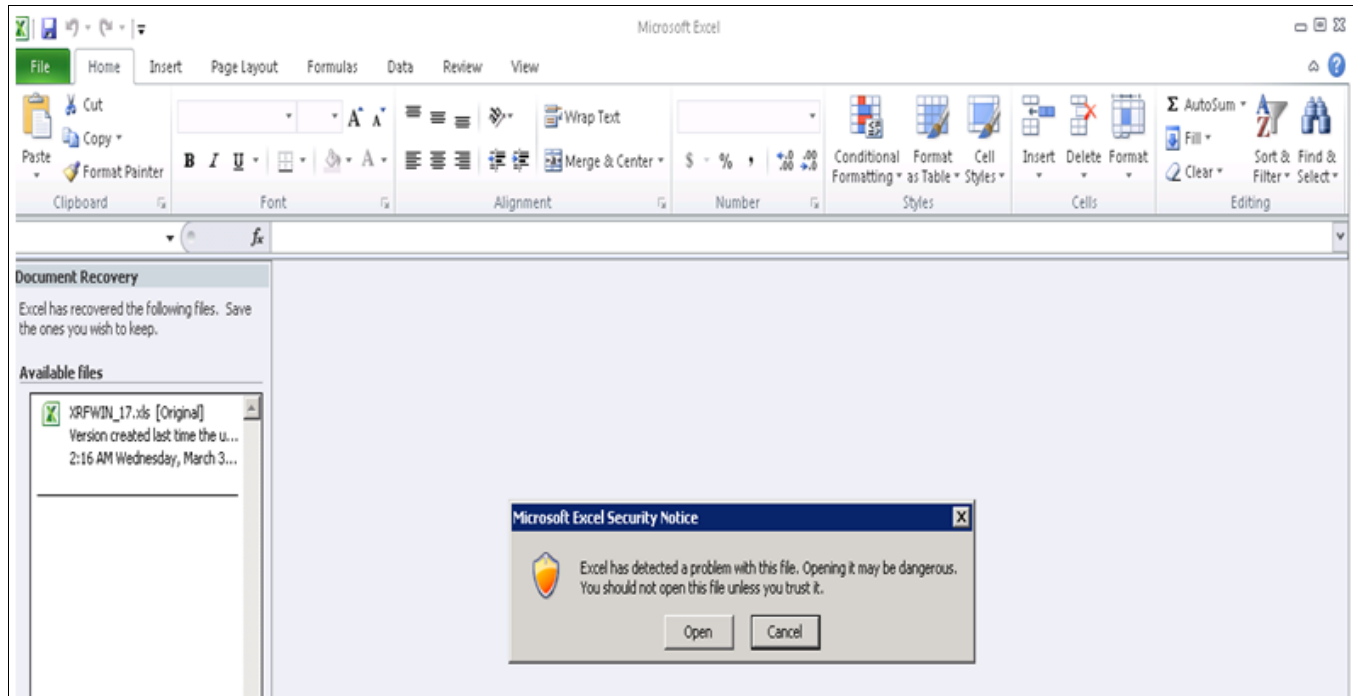 Microsoft Excel
File Home Insert Page Layout Formulas Data Review View
Paste
Cut
Copy
Format Painter
Clipboard
B I U
A A
A
Font
Wrap Text
Merge & Center
Alignment
$ % ,
.0 .00
.00 .0
Number
Conditional Formatting
Format as Table
Cell Styles
Styles
Insert Delete Format
Cells
Σ AutoSum
Fill
Clear
Sort & Filter
Find & Select
Editing
fx
Document Recovery
Excel has recovered the following files. Save
the ones you wish to keep.
Available files
XRFWIN_17.xls [Original]
Version created last time the u...
2:16 AM Wednesday, March 3...
Microsoft Excel Security Notice
Excel has detected a problem with this file. Opening it may be dangerous.
You should not open this file unless you trust it.
Open Cancel